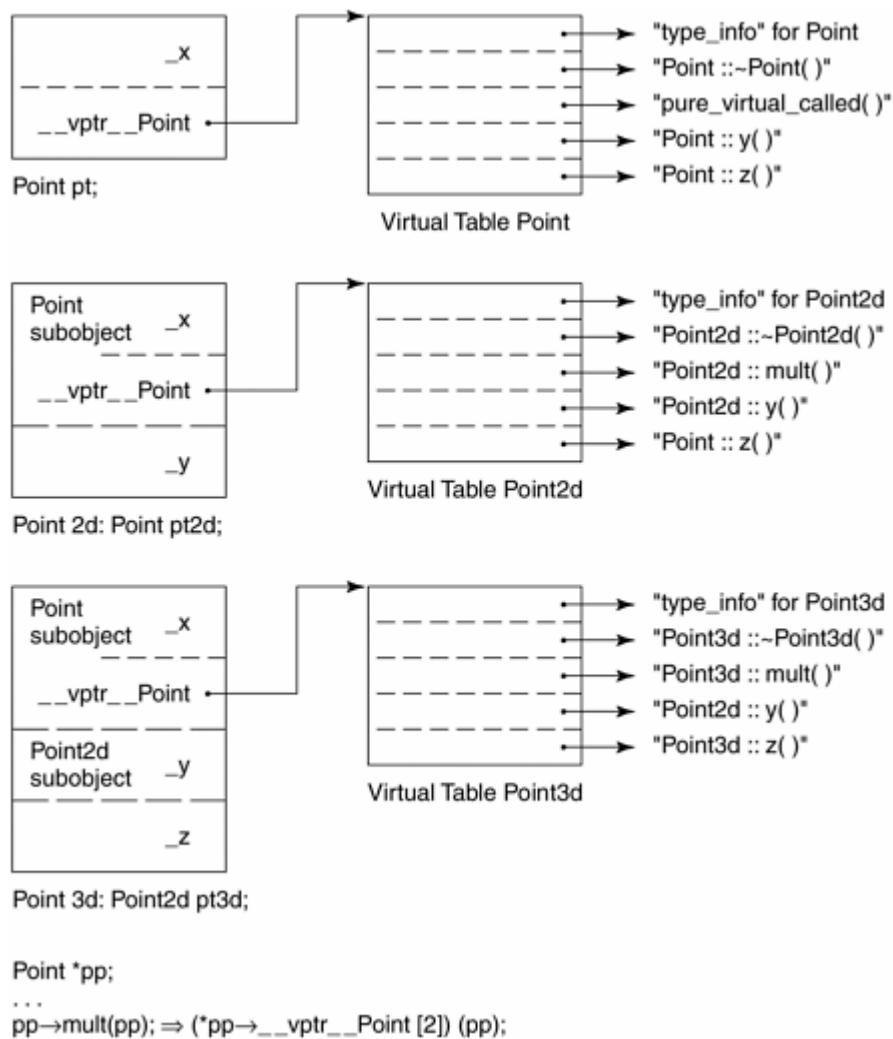 _x
__vptr__Point
Point pt;
"type_info" for Point
"Point ::~Point( )"
"pure_virtual_called( )"
"Point :: y( )"
"Point :: z( )"
Virtual Table Point
Point
subobject
_x
__vptr__Point
_y
Point 2d: Point pt2d;
"type_info" for Point2d
"Point2d ::~Point2d( )"
"Point2d :: mult( )"
"Point2d :: y( )"
"Point :: z( )"
Virtual Table Point2d
Point
subobject
_x
__vptr__Point
Point2d
subobject
_y
_z
Point 3d: Point2d pt3d;
"type_info" for Point3d
"Point3d ::~Point3d( )"
"Point3d :: mult( )"
"Point2d :: y( )"
"Point3d :: z( )"
Virtual Table Point3d
Point *pp;
. . .
pp→mult(pp); ⇒ (*pp→__vptr__Point [2]) (pp);